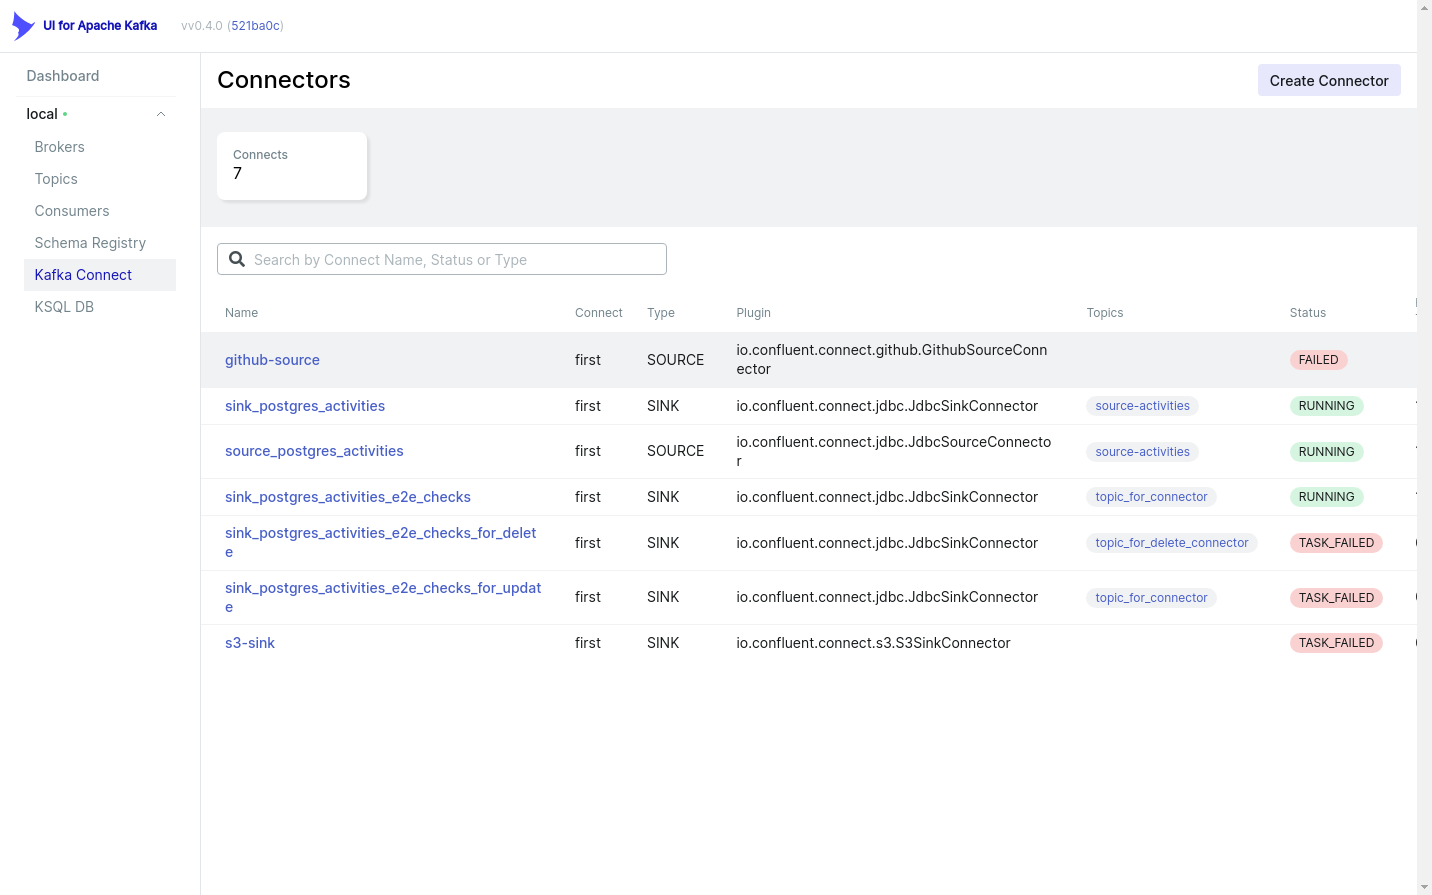 UI for Apache Kafka
vv0.4.0 (521ba0c)
Dashboard
local
Brokers
Topics
Consumers
Schema Registry
Kafka Connect
KSQL DB
Connectors
Create Connector
Connects
7
Search by Connect Name, Status or Type
Name Connect Type Plugin Topics Status
github-source first SOURCE io.confluent.connect.github.GithubSourceConn
ector FAILED
sink_postgres_activities first SINK io.confluent.connect.jdbc.JdbcSinkConnector source-activities RUNNING
source_postgres_activities first SOURCE io.confluent.connect.jdbc.JdbcSourceConnecto
r source-activities RUNNING
sink_postgres_activities_e2e_checks first SINK io.confluent.connect.jdbc.JdbcSinkConnector topic_for_connector RUNNING
sink_postgres_activities_e2e_checks_for_delet
e first SINK io.confluent.connect.jdbc.JdbcSinkConnector topic_for_delete_connector TASK_FAILED
sink_postgres_activities_e2e_checks_for_updat
e first SINK io.confluent.connect.jdbc.JdbcSinkConnector topic_for_connector TASK_FAILED
s3-sink first SINK io.confluent.connect.s3.S3SinkConnector TASK_FAILED